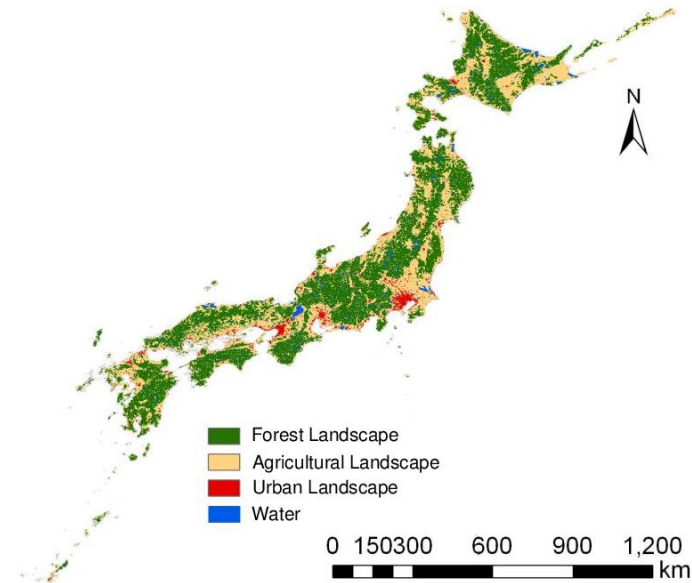 N
Forest Landscape
Agricultural Landscape
Urban Landscape
Water
0 150300 600 900 1,200
km